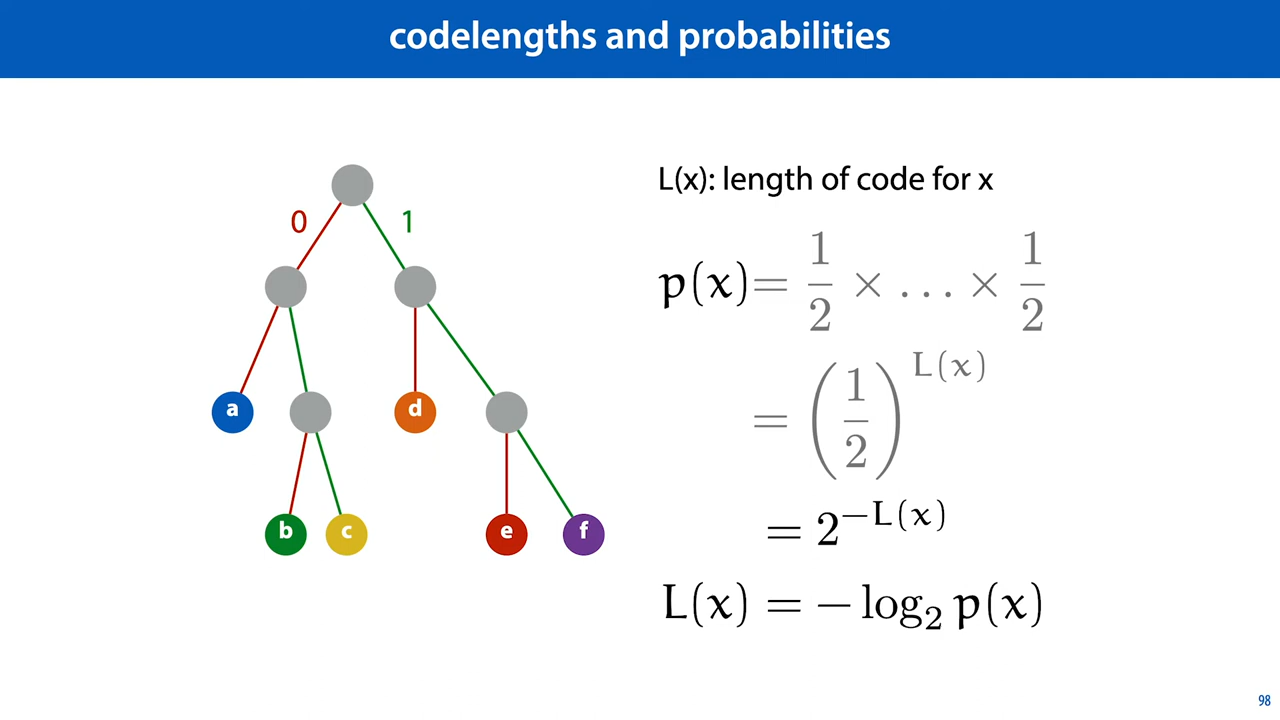 codelengths and probabilities
0 1
a
d
b c
e f
L(x): length of code for x
p(x) = 1/2 × ... × 1/2
= (1/2)^L(x)
= 2^−L(x)
L(x) = − log₂ p(x)
98